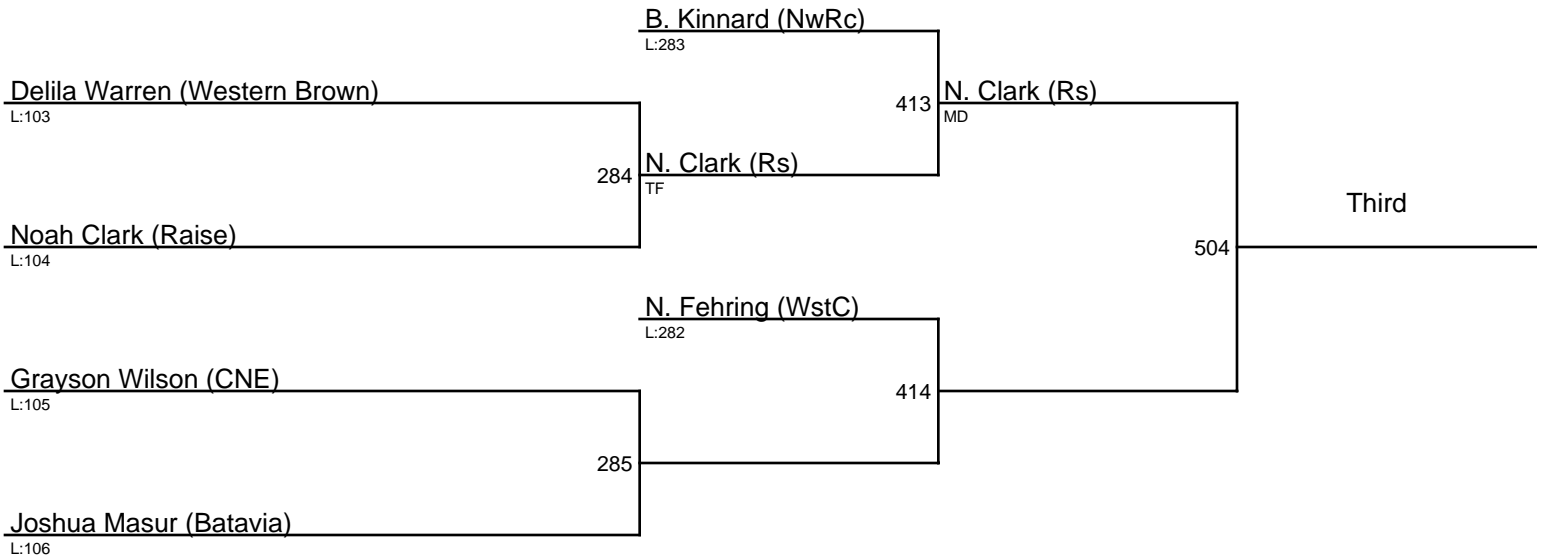 B. Kinnard (NwRc)
L:283
Delila Warren (Western Brown)
L:103
413
N. Clark (Rs)
MD
284
N. Clark (Rs)
TF
Third
Noah Clark (Raise)
L:104
504
N. Fehring (WstC)
L:282
Grayson Wilson (CNE)
L:105
414
285
Joshua Masur (Batavia)
L:106